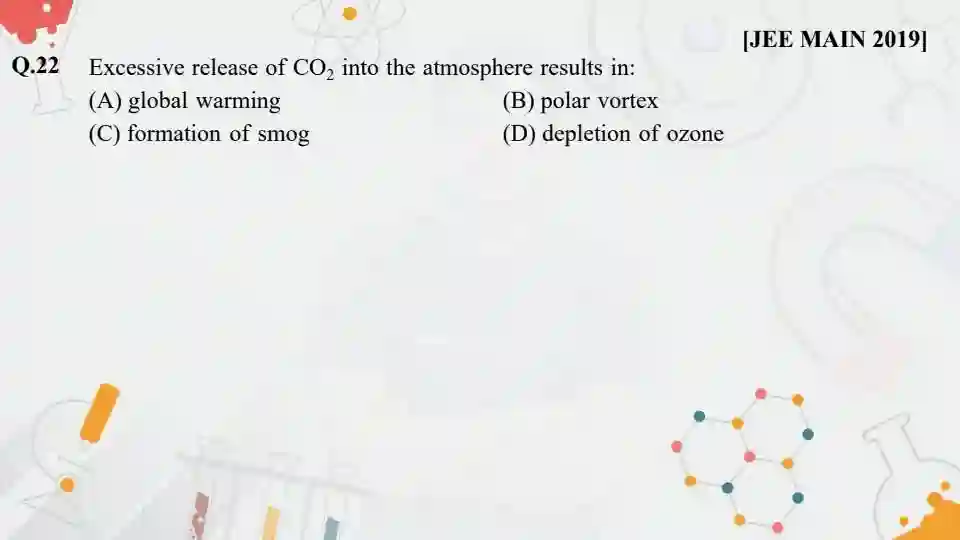 [JEE MAIN 2019]
Q.22 Excessive release of CO₂ into the atmosphere results in:
(A) global warming (B) polar vortex
(C) formation of smog (D) depletion of ozone